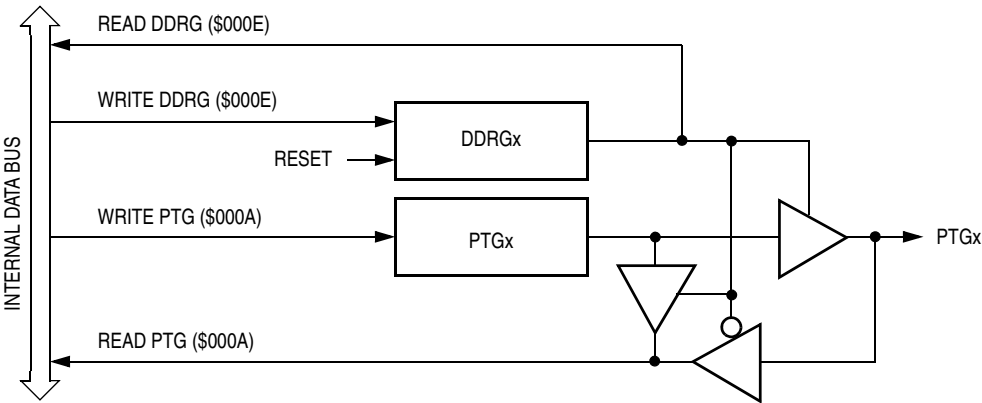 READ DDRG ($000E)
WRITE DDRG ($000E)
DDRGx
RESET
INTERNAL DATA BUS
WRITE PTG ($000A)
PTGx
PTGx
READ PTG ($000A)